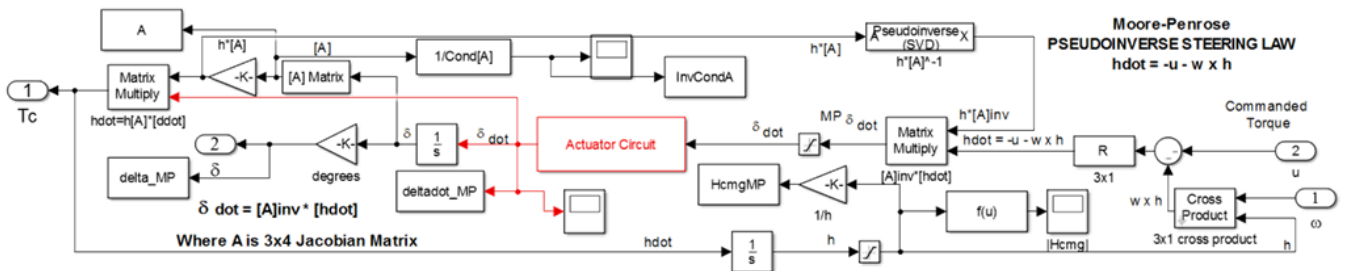 A
h*[A]
[A]
1/Cond[A]
InvCondA
h*[A]
A Pseudoinverse X
(SVD)
h*[A]^-1
Moore-Penrose
PSEUDOINVERSE STEERING LAW
hdot = -u - w x h
1
Tc
Matrix
Multiply
hdot=h[A]*[ddot]
-K-
[A] Matrix
2
-K-
degrees
δ
1
s
δ dot
Actuator Circuit
δ dot
MP δ dot
Matrix
Multiply
[A]inv*[hdot]
h*[A]inv
hdot = -u - w x h
R
3x1
Commanded
Torque
2
u
delta_MP
δ
deltadot_MP
HcmgMP
-K-
1/h
f(u)
|Hcmg|
w x h
Cross
Product
3x1 cross product
1
ω
h
δ dot = [A]inv * [hdot]
Where A is 3x4 Jacobian Matrix
hdot
1
s
h